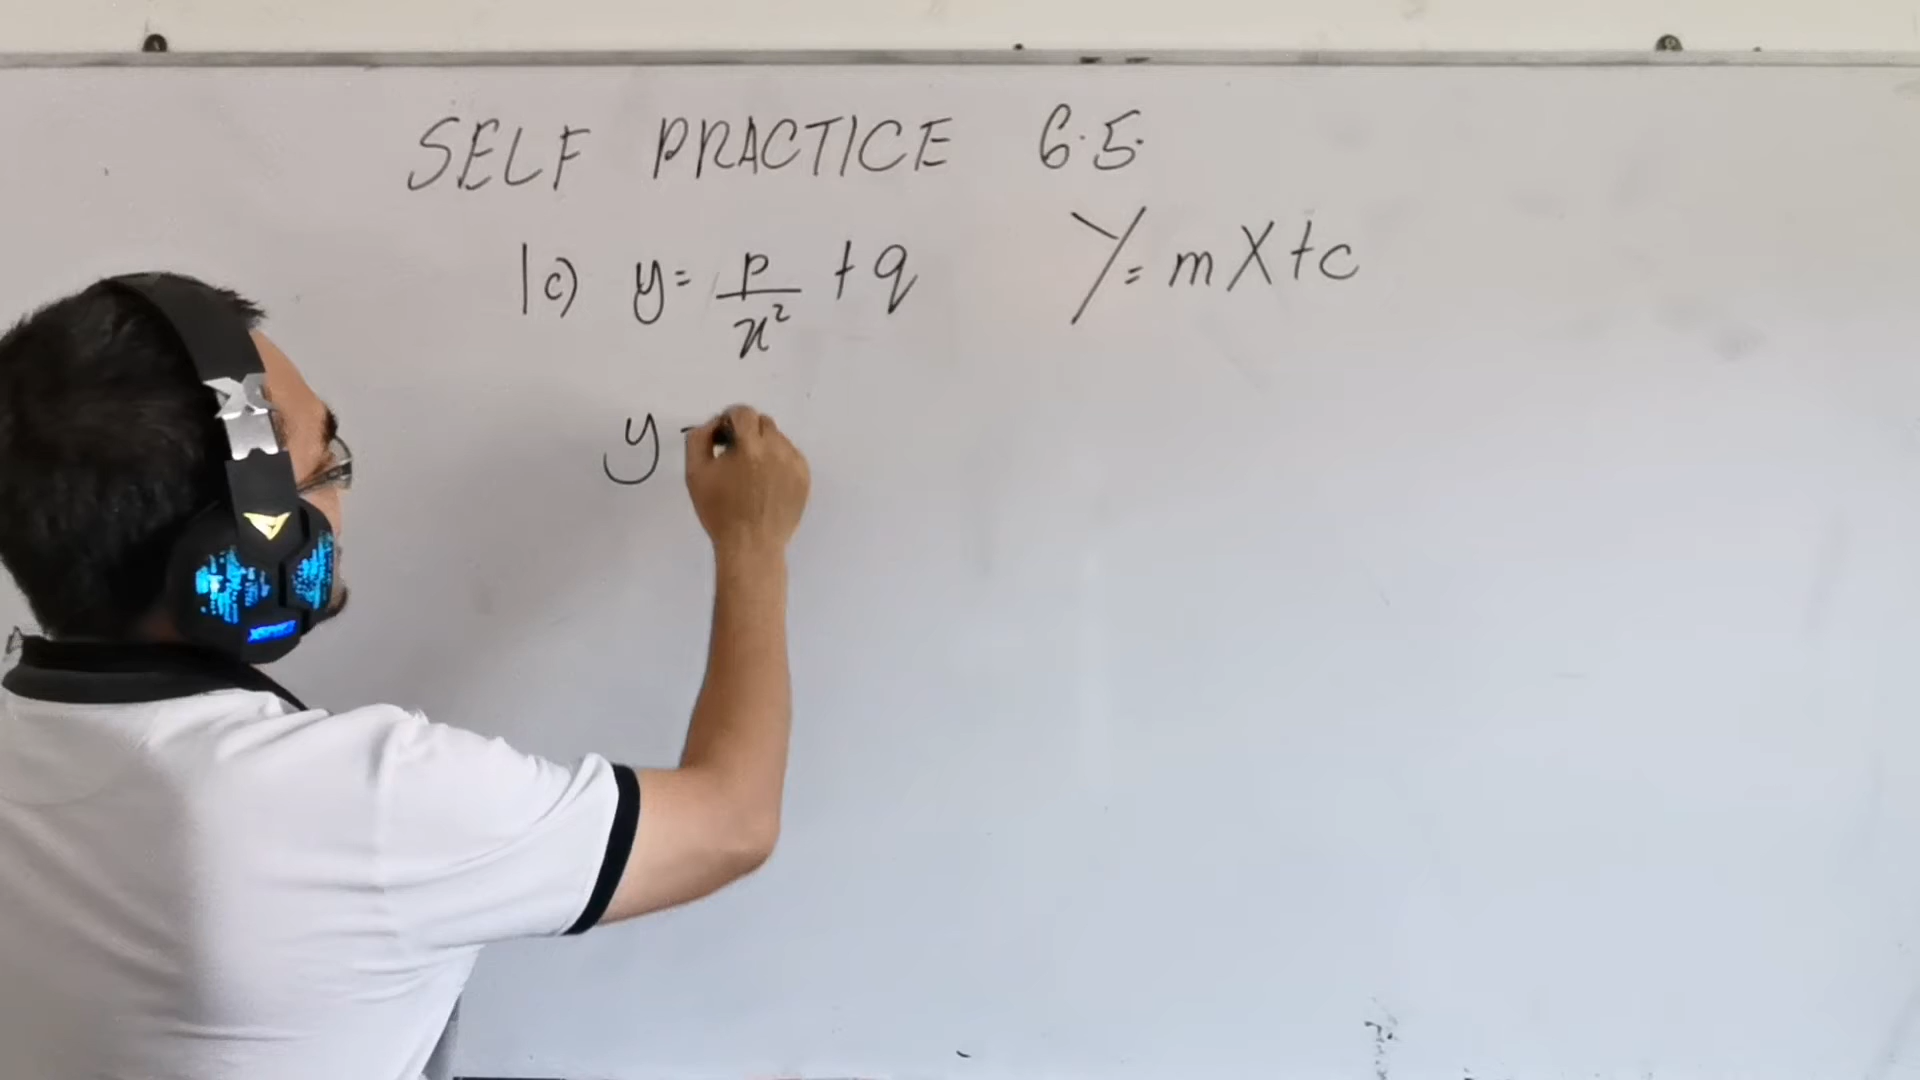 SELF PRACTICE 6.5.
1c) y = p/x² + q    Y = mX + c
y =